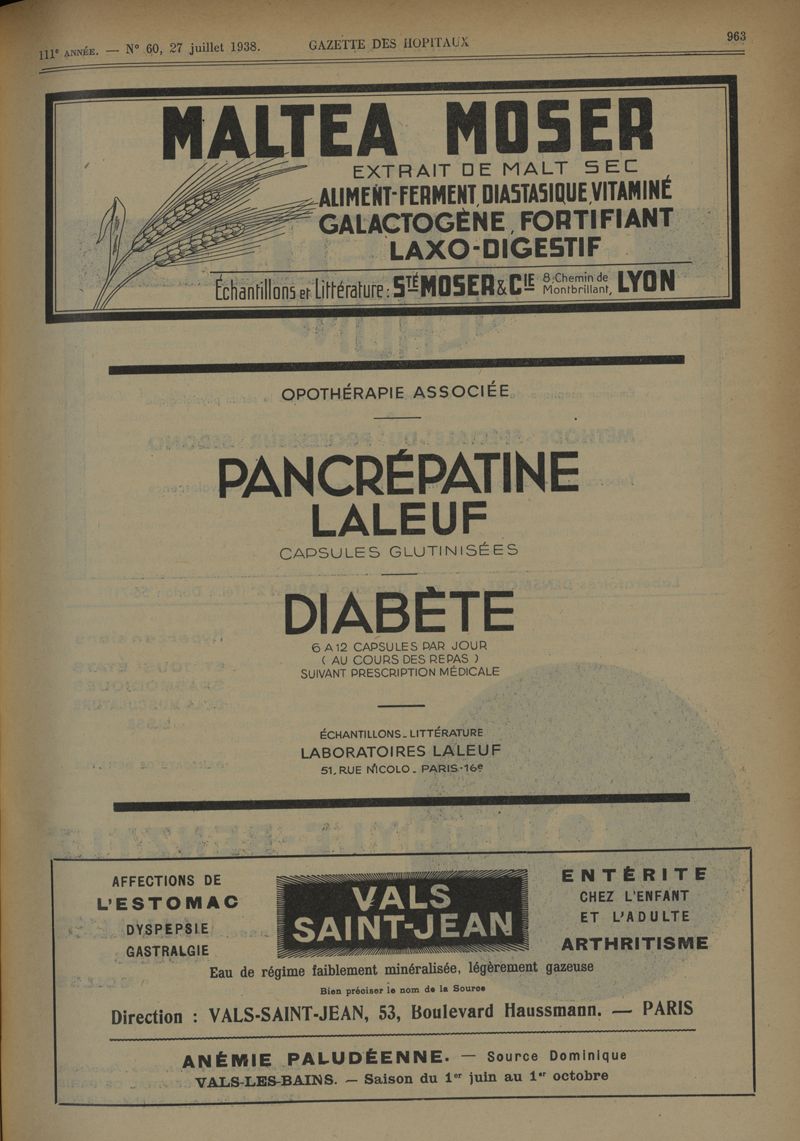 111e ANNÉE. — N° 60, 27 juillet 1938.
GAZETTE DES HOPITAUX
963
MALTEA MOSER
EXTRAIT DE MALT SEC
ALIMENT-FERMENT, DIASTASIQUE, VITAMINÉ
GALACTOGÈNE, FORTIFIANT
LAXO-DIGESTIF
Échantillons et Littérature : STÉ MOSER & CIE 8, Chemin de Montbrillant, LYON
OPOTHÉRAPIE ASSOCIÉE
PANCRÉPATINE
LALEUF
CAPSULES GLUTINISÉES
DIABÈTE
6 A 12 CAPSULES PAR JOUR
( AU COURS DES REPAS )
SUIVANT PRESCRIPTION MÉDICALE
ÉCHANTILLONS_LITTÉRATURE
LABORATOIRES LALEUF
51, RUE NICOLO_ PARIS-16e
AFFECTIONS DE
L'ESTOMAC
DYSPEPSIE
GASTRALGIE
VALS
SAINT-JEAN
ENTÉRITE
CHEZ L'ENFANT
ET L'ADULTE
ARTHRITISME
Eau de régime faiblement minéralisée, légèrement gazeuse
Bien préciser le nom de la Source
Direction : VALS-SAINT-JEAN, 53, Boulevard Haussmann. — PARIS
ANÉMIE PALUDÉENNE. — Source Dominique
VALS-LES-BAINS. — Saison du 1er juin au 1er octobre